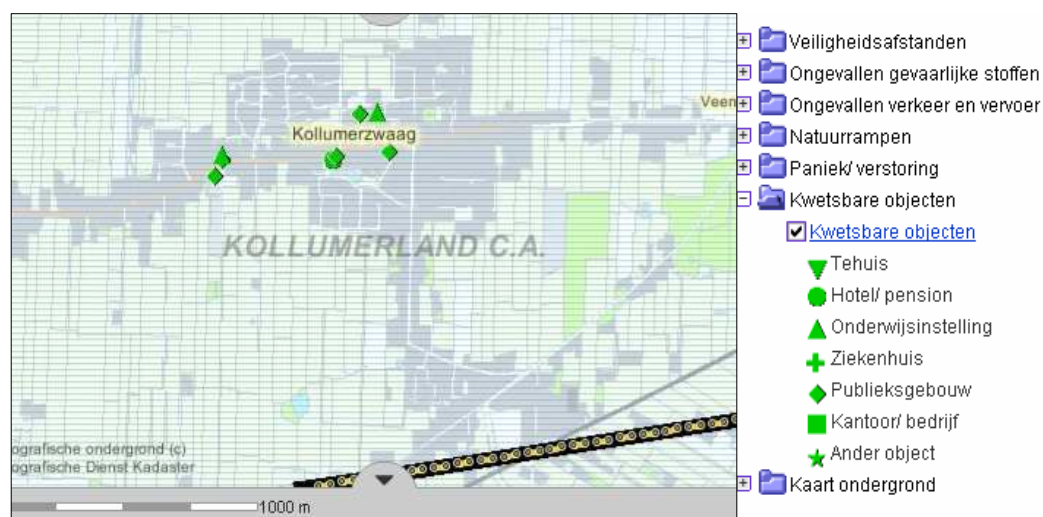 Veen
Kollumerzwaag
KOLLUMERLAND C.A.
ografische ondergrond (c)
ografische Dienst Kadaster
1000 m
Veiligheidsafstanden
Ongevallen gevaarlijke stoffen
Ongevallen verkeer en vervoer
Natuurrampen
Paniek/ verstoring
Kwetsbare objecten
Kwetsbare objecten
Tehuis
Hotel/ pension
Onderwijsinstelling
Ziekenhuis
Publieksgebouw
Kantoor/ bedrijf
Ander object
Kaart ondergrond